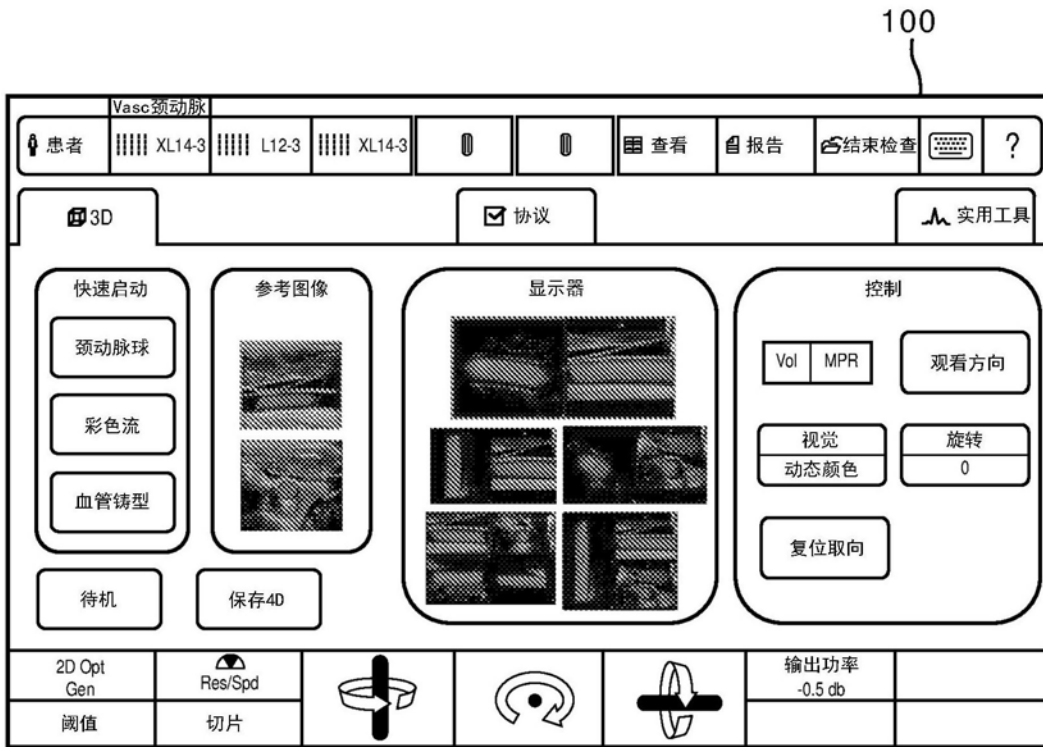 100
Vasc颈动脉
患者
XL14-3
L12-3
XL14-3
查看
报告
结束检查
?
3D
协议
实用工具
快速启动
颈动脉球
彩色流
血管铸型
参考图像
显示器
控制
Vol MPR
观看方向
视觉
动态颜色
旋转
0
复位取向
待机
保存4D
2D Opt
Gen
Res/Spd
输出功率
-0.5 db
阈值
切片